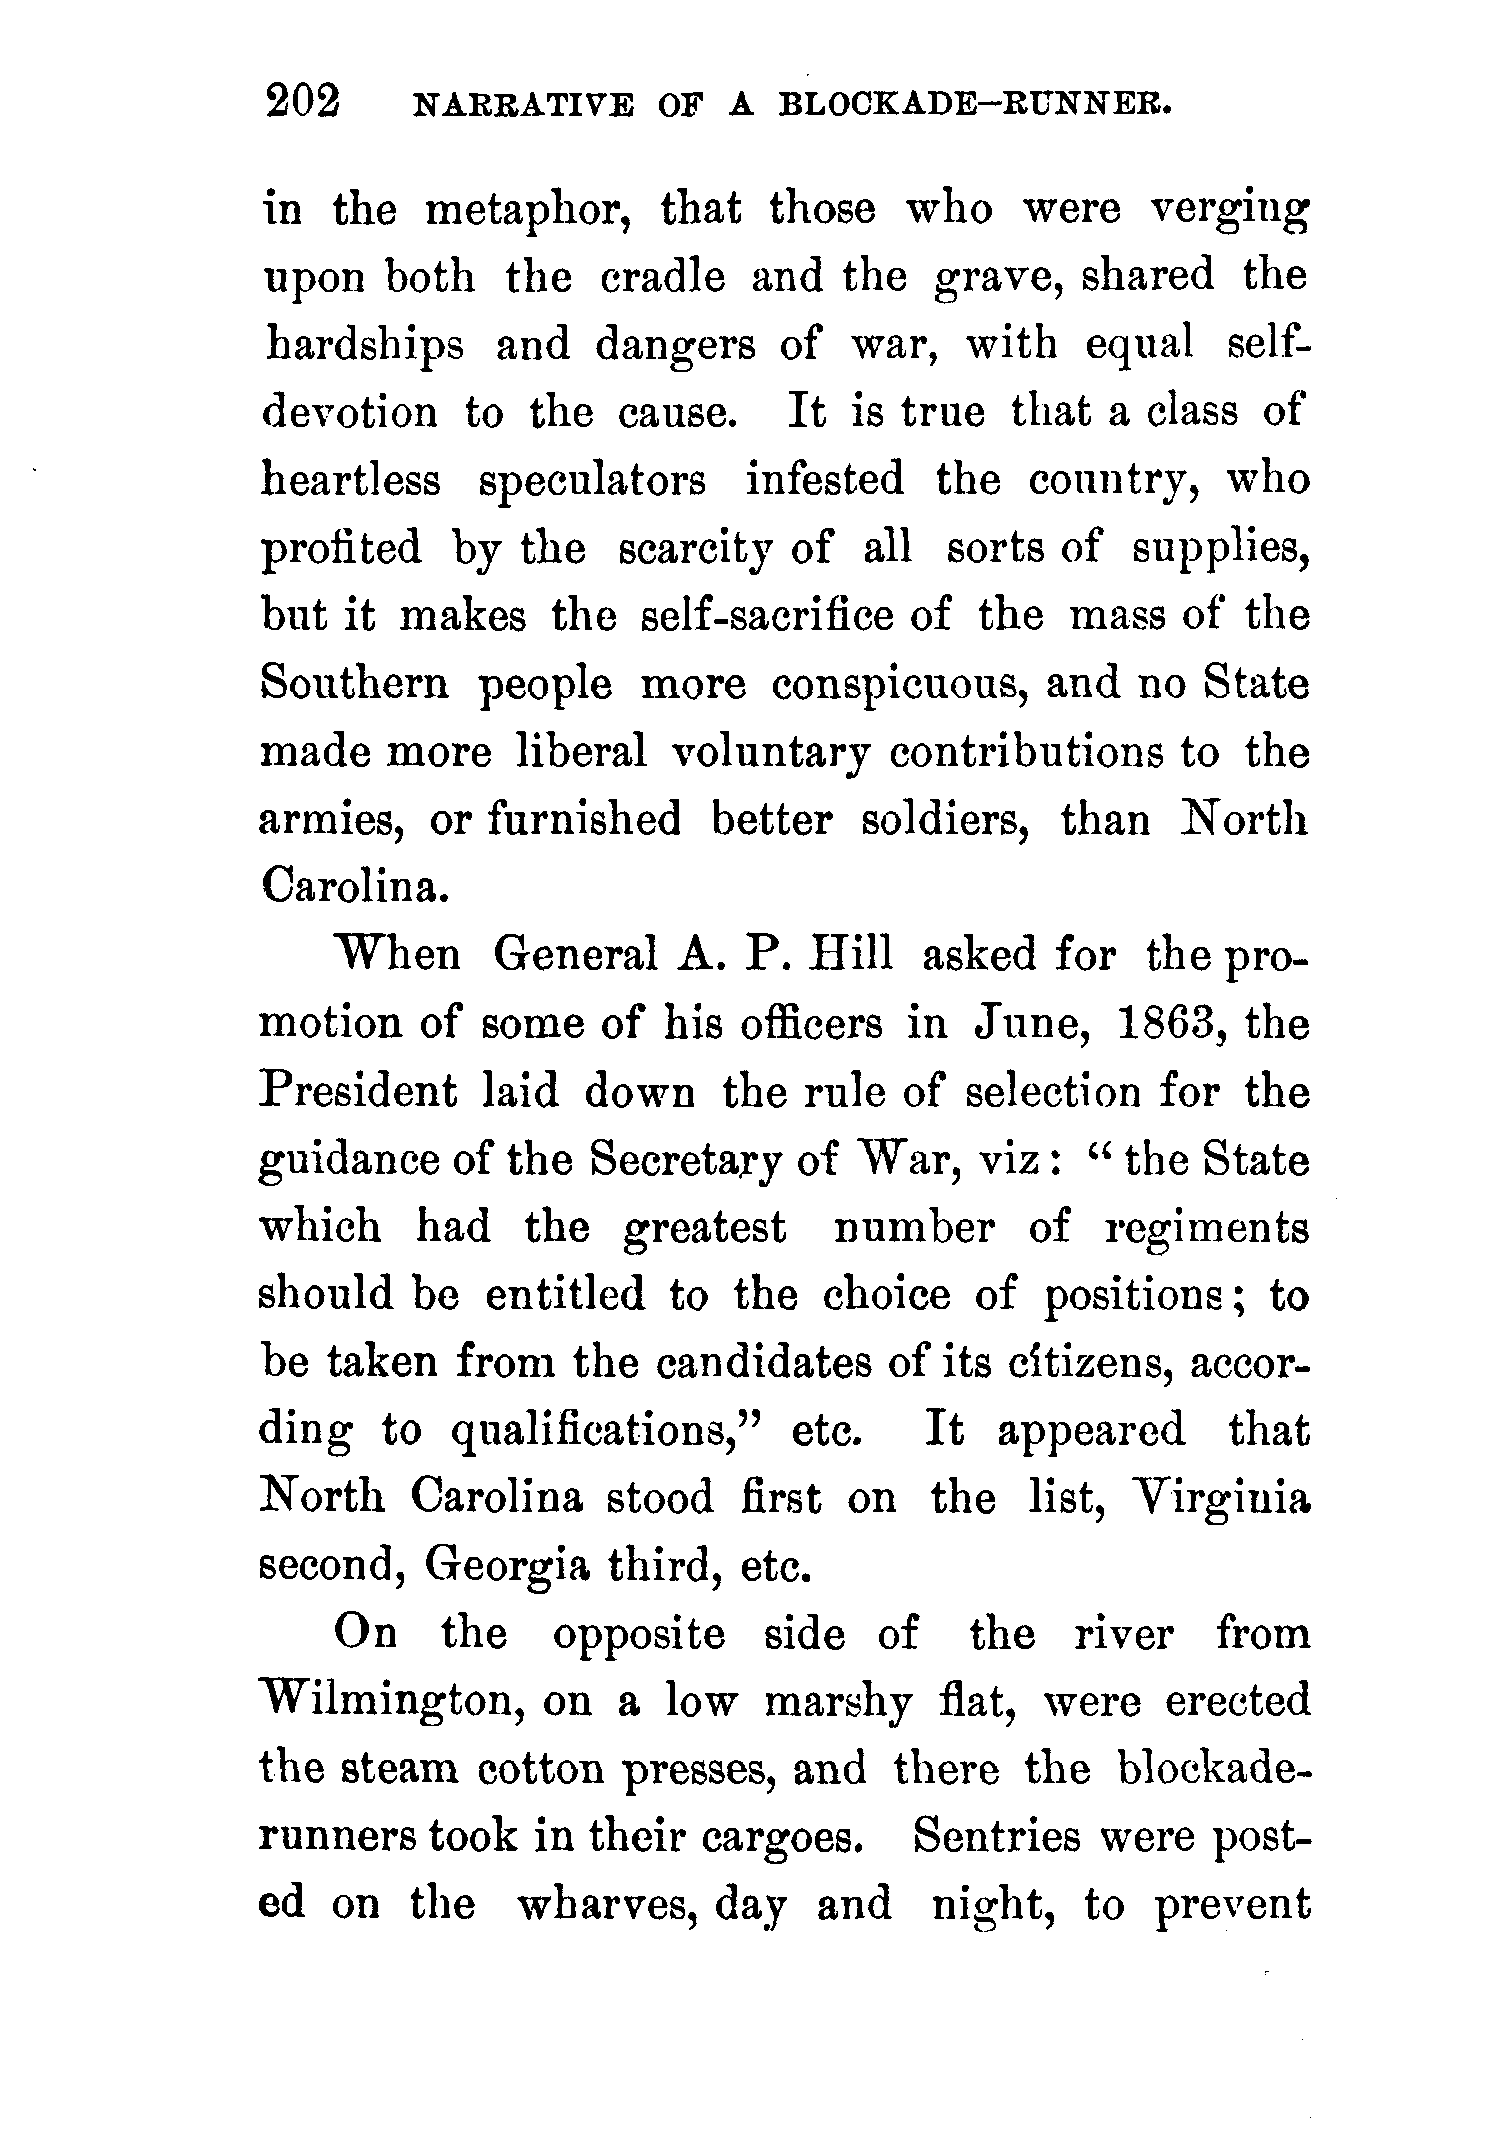 202 NARRATIVE OF A BLOCKADE-RUNNER.
in the metaphor, that those who were verging
upon both the cradle and the grave, shared the
hardships and dangers of war, with equal self-
devotion to the cause. It is true that a class of
heartless speculators infested the country, who
profited by the scarcity of all sorts of supplies,
but it makes the self-sacrifice of the mass of the
Southern people more conspicuous, and no State
made more liberal voluntary contributions to the
armies, or furnished better soldiers, than North
Carolina.
When General A. P. Hill asked for the pro-
motion of some of his officers in June, 1863, the
President laid down the rule of selection for the
guidance of the Secretary of War, viz : “ the State
which had the greatest number of regiments
should be entitled to the choice of positions ; to
be taken from the candidates of its citizens, accor-
ding to qualifications,” etc. It appeared that
North Carolina stood first on the list, Virginia
second, Georgia third, etc.
On the opposite side of the river from
Wilmington, on a low marshy flat, were erected
the steam cotton presses, and there the blockade-
runners took in their cargoes. Sentries were post-
ed on the wharves, day and night, to prevent